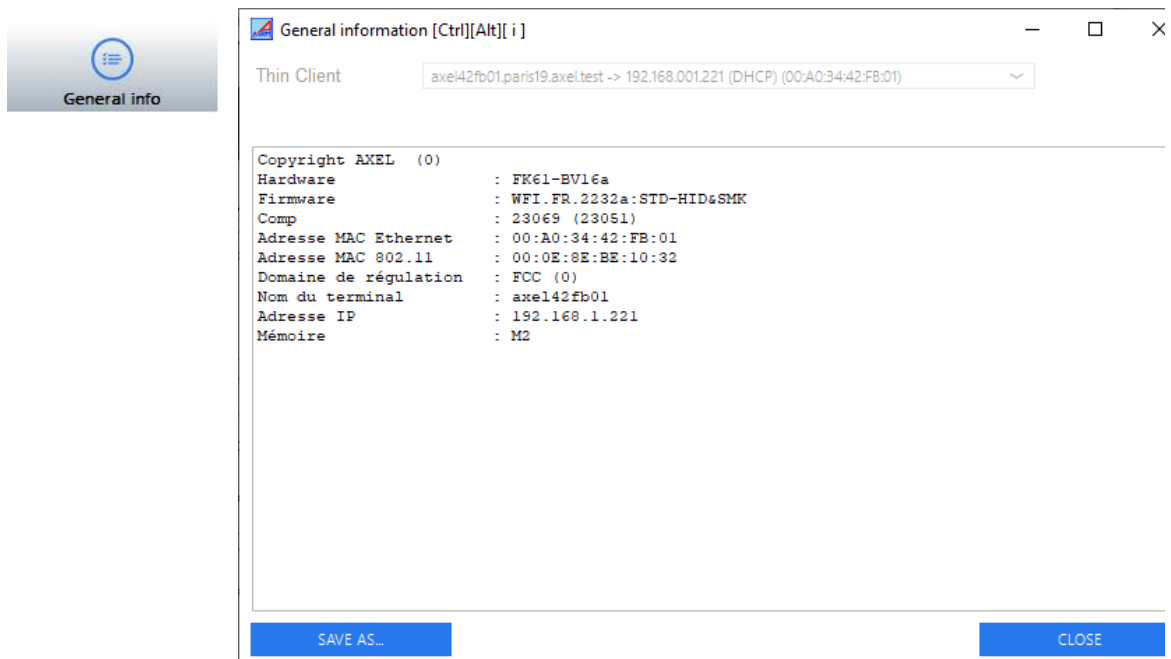 General info
General information [Ctrl][Alt][ i ]
Thin Client axel42fb01.paris19.axel.test -> 192.168.001.221 (DHCP) (00:A0:34:42:FB:01)
Copyright AXEL (0)
Hardware : FK61-BV16a
Firmware : WFI.FR.2232a:STD-HID&SMK
Comp : 23069 (23051)
Adresse MAC Ethernet : 00:A0:34:42:FB:01
Adresse MAC 802.11 : 00:0E:8E:BE:10:32
Domaine de régulation : FCC (0)
Nom du terminal : axel42fb01
Adresse IP : 192.168.1.221
Mémoire : M2
SAVE AS... CLOSE